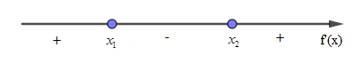 + x₁ - x₂ + f'(x)